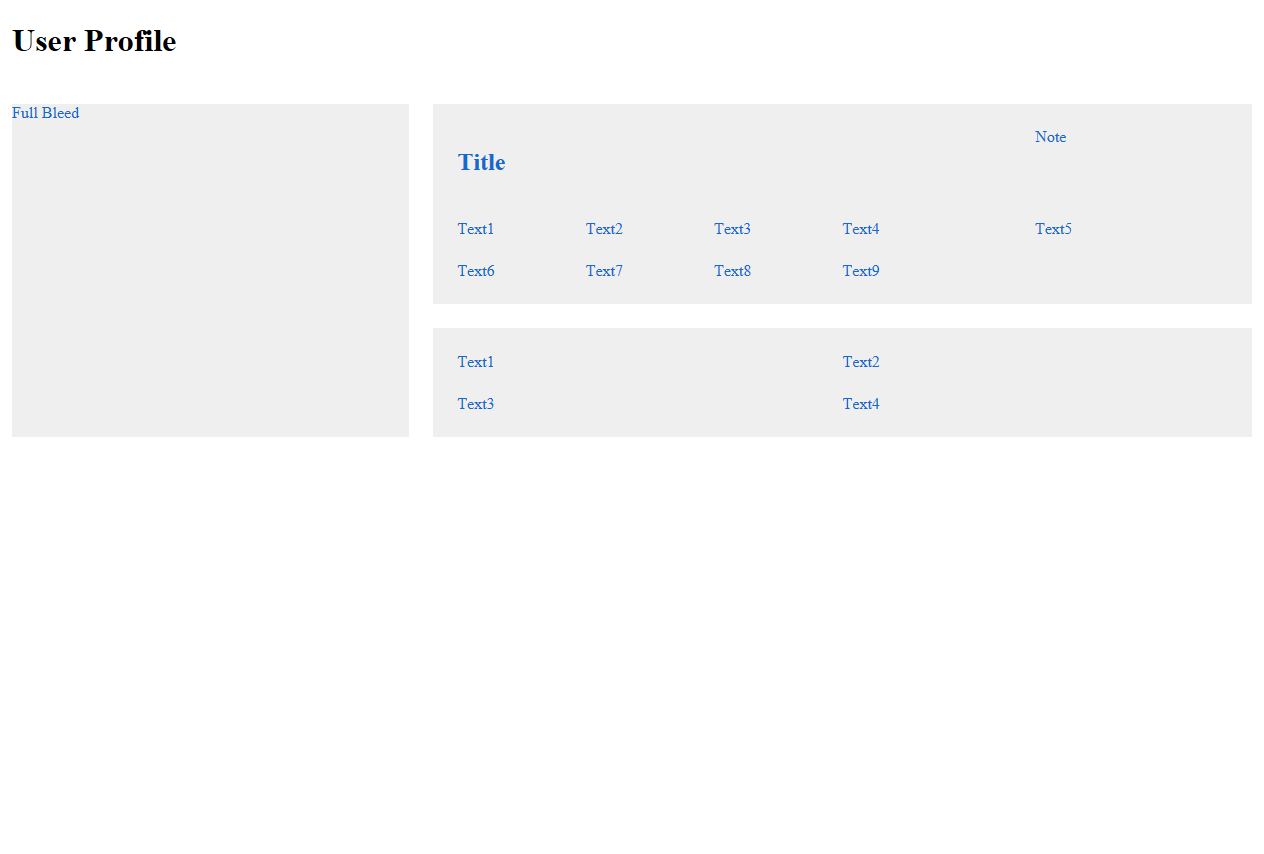 User Profile
Full Bleed
Note
Title
Text1 Text2 Text3 Text4 Text5
Text6 Text7 Text8 Text9
Text1 Text2
Text3 Text4